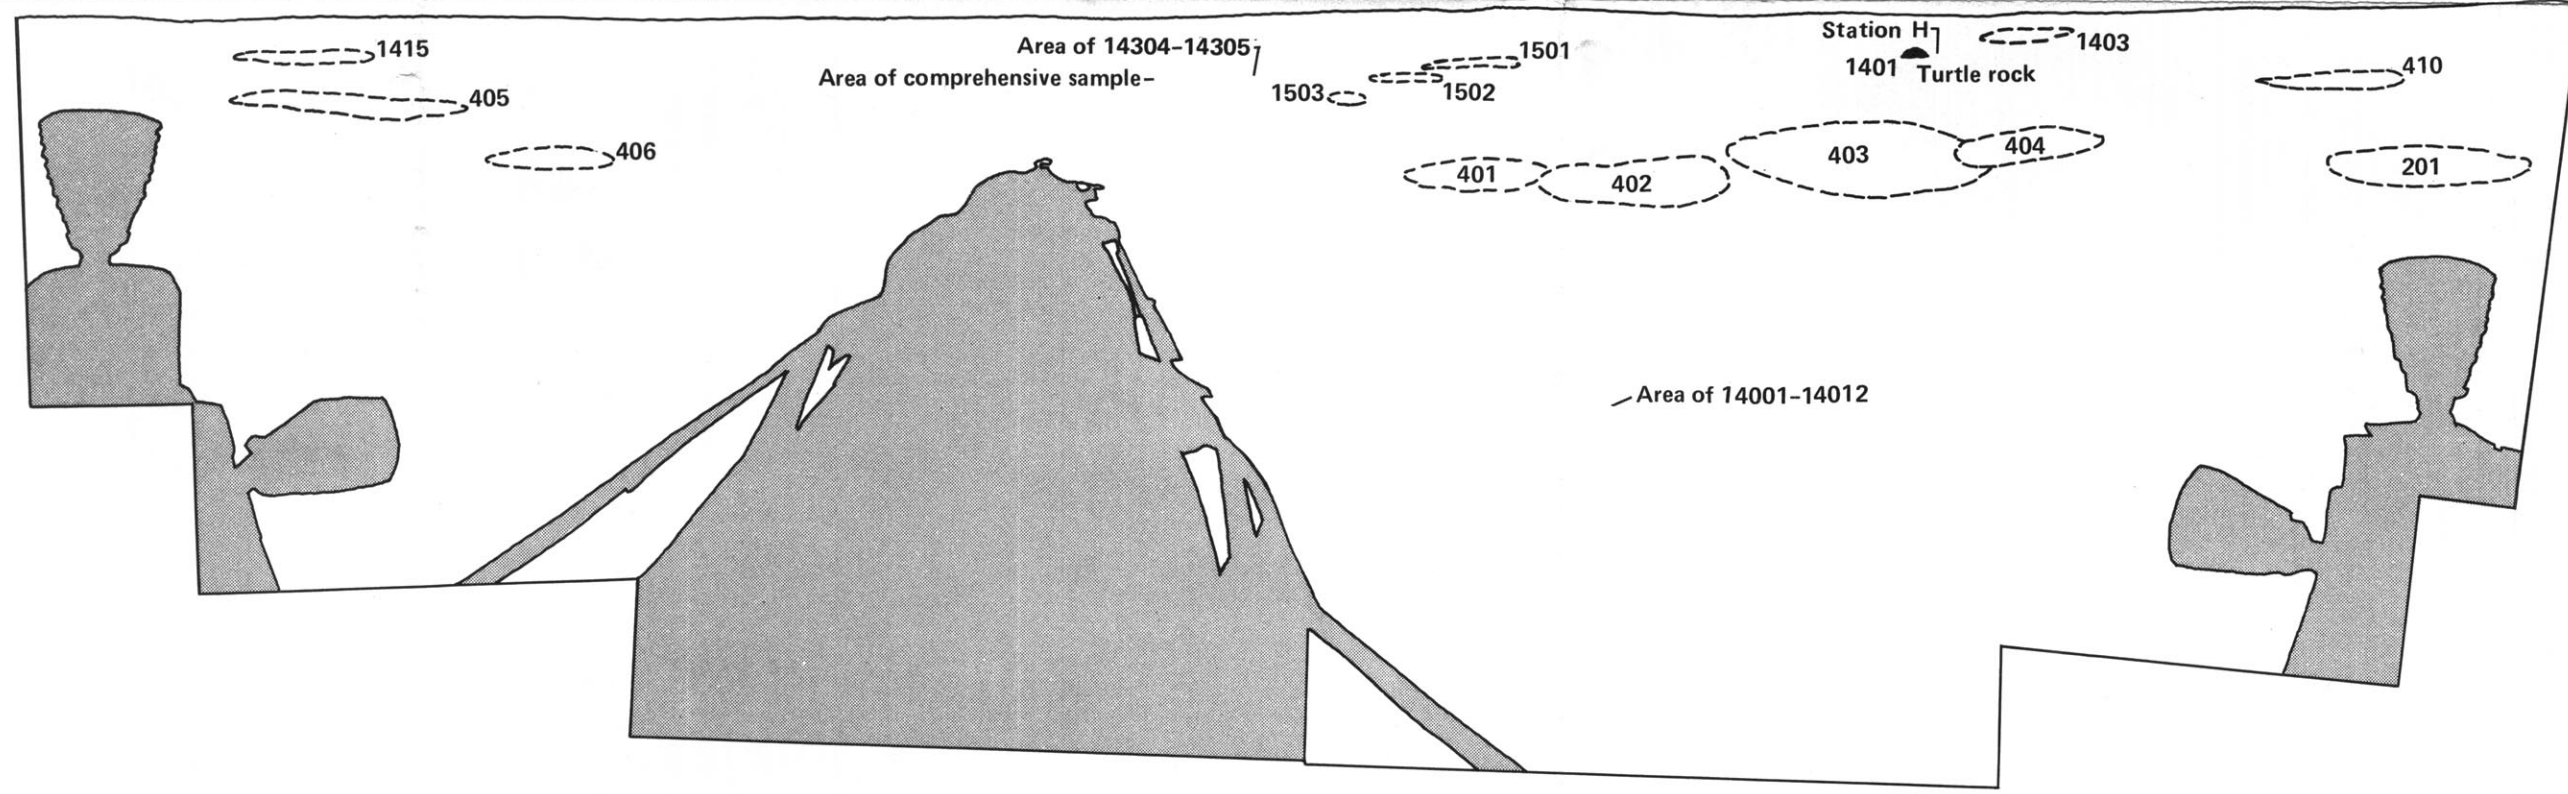 1415
405
406
Area of 14304-14305
Area of comprehensive sample
1501
1502
1503
Station H
1401
Turtle rock
1403
410
401
402
403
404
201
Area of 14001-14012